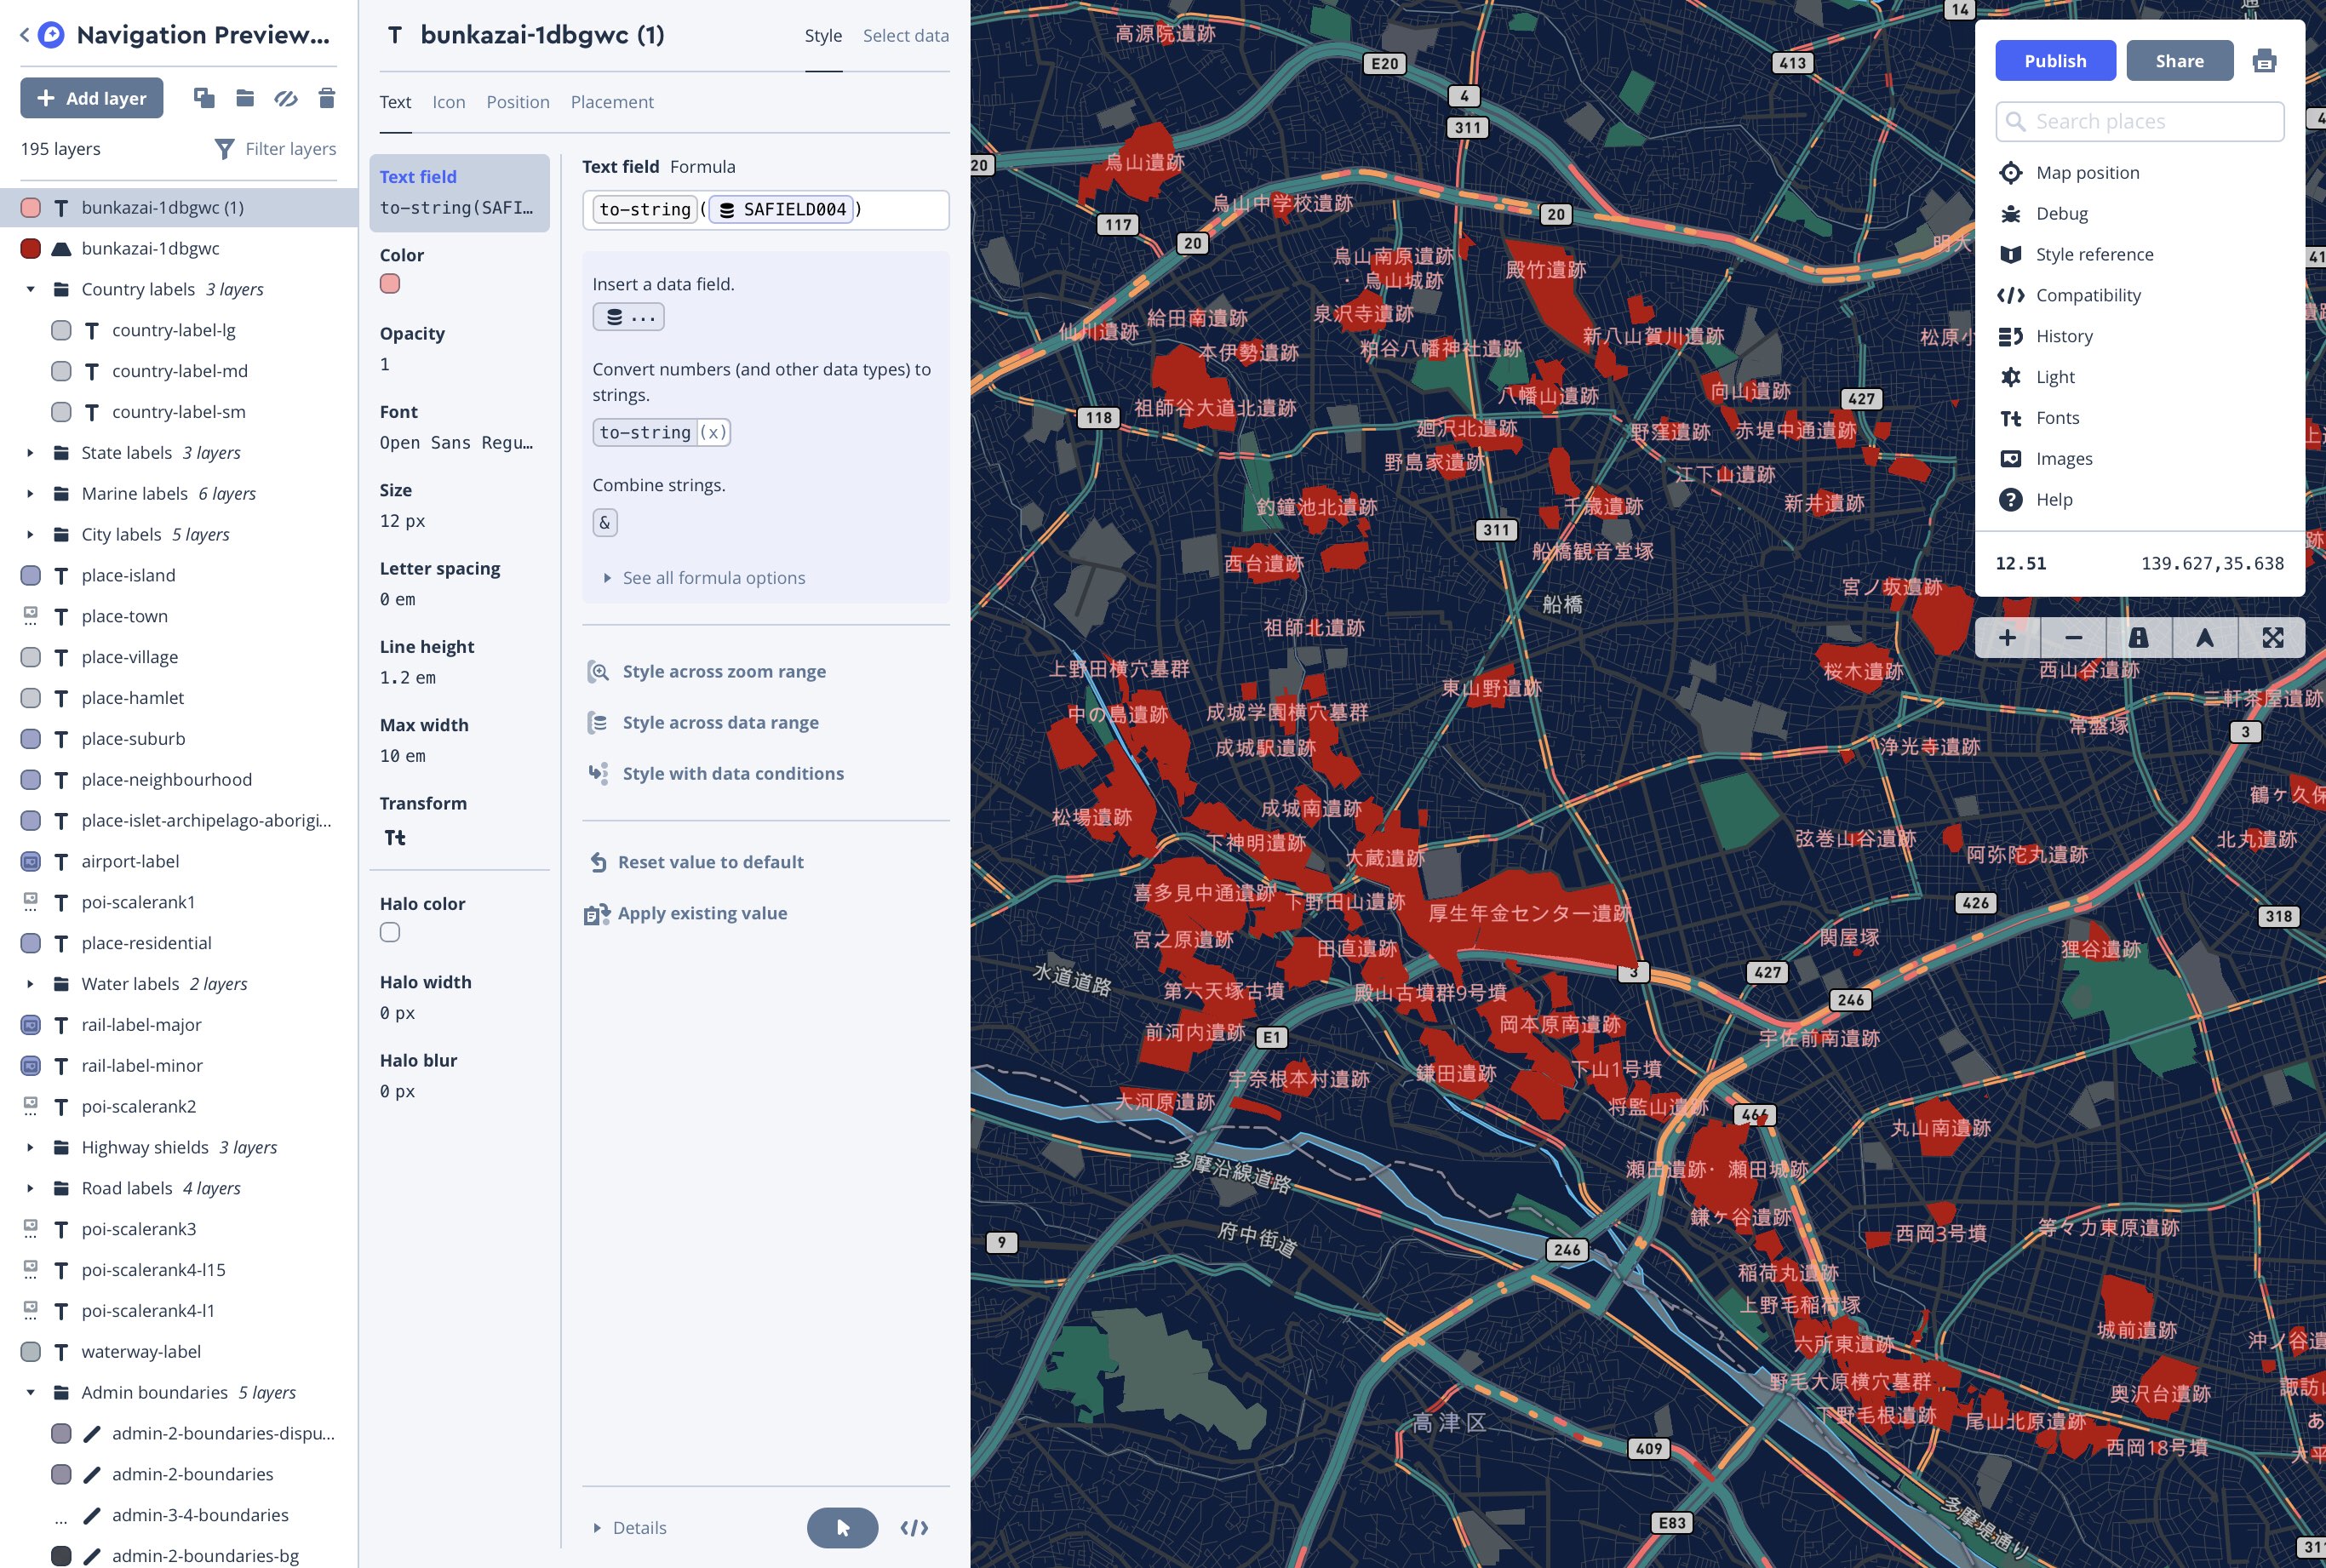 Navigation Preview...
Add layer
195 layers
Filter layers
bunkazai-1dbgwc (1)
bunkazai-1dbgwc
Country labels 3 layers
country-label-lg
country-label-md
country-label-sm
State labels 3 layers
Marine labels 6 layers
City labels 5 layers
place-island
place-town
place-village
place-hamlet
place-suburb
place-neighbourhood
place-islet-archipelago-aborigi...
airport-label
poi-scalerank1
place-residential
Water labels 2 layers
rail-label-major
rail-label-minor
poi-scalerank2
Highway shields 3 layers
Road labels 4 layers
poi-scalerank3
poi-scalerank4-l15
poi-scalerank4-l1
waterway-label
Admin boundaries 5 layers
admin-2-boundaries-dispu...
admin-2-boundaries
admin-3-4-boundaries
admin-2-boundaries-bg
T bunkazai-1dbgwc (1)
Style
Select data
Text
Icon
Position
Placement
Text field
to-string(SAFI...
Color
Opacity
1
Font
Open Sans Regu...
Size
12 px
Letter spacing
0 em
Line height
1.2 em
Max width
10 em
Transform
Tt
Halo color
Halo width
0 px
Halo blur
0 px
Text field Formula
to-string ( SAFIELD004 )
Insert a data field.
...
Convert numbers (and other data types) to
strings.
to-string (x)
Combine strings.
&
See all formula options
Style across zoom range
Style across data range
Style with data conditions
Reset value to default
Apply existing value
Details
</>
Publish
Share
Search places
Map position
Debug
Style reference
Compatibility
History
Light
Fonts
Images
Help
12.51
139.627,35.638
14
高源院遺跡
E20
413
4
311
20
烏山遺跡
烏山中学校遺跡
117
20
20
烏山南原遺跡
・烏山城跡
殿竹遺跡
泉沢寺遺跡
給田南遺跡
仙川遺跡
新八山賀川遺跡
本伊勢遺跡
粕谷八幡神社遺跡
八幡山遺跡
向山遺跡
427
祖師谷大道北遺跡
118
廻沢北遺跡
野窪遺跡
赤堤中通遺跡
野島家遺跡
江下山遺跡
釣鐘池北遺跡
千歳遺跡
新井遺跡
311
船橋観音堂塚
西台遺跡
宮ノ坂遺跡
船橋
祖師北遺跡
上野田横穴墓群
東山野遺跡
桜木遺跡
西山谷遺跡
三軒茶屋遺跡
中の島遺跡
成城学園横穴墓群
常盤塚
3
成城駅遺跡
浄光寺遺跡
松場遺跡
成城南遺跡
下神明遺跡
大蔵遺跡
弦巻山谷遺跡
阿弥陀丸遺跡
北丸遺跡
喜多見中通遺跡
下野田山遺跡
厚生年金センター遺跡
426
318
宮之原遺跡
田直遺跡
関屋塚
狸谷遺跡
水道道路
3
427
第六天塚古墳
殿山古墳群9号墳
246
前河内遺跡
E1
岡本原南遺跡
宇佐前南遺跡
宇奈根本村遺跡
鎌田遺跡
下山1号墳
大河原遺跡
将監山遺跡
466
丸山南遺跡
多摩沿線道路
瀬田遺跡・瀬田城跡
鎌ヶ谷遺跡
府中街道
9
246
西岡3号墳
等々力東原遺跡
稲荷丸遺跡
上野毛稲荷塚
六所東遺跡
城前遺跡
野毛大原横穴墓群
奥沢台遺跡
下野毛根遺跡
尾山北原遺跡
高津区
409
西岡18号墳
E83
多摩堤通り